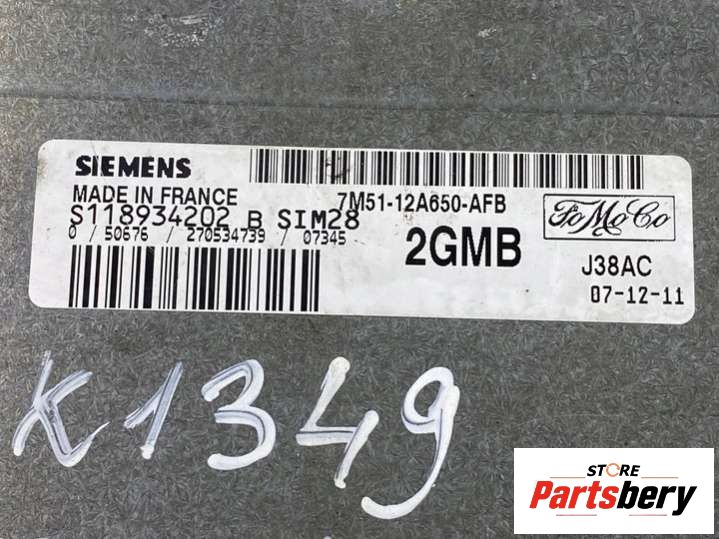 SIEMENS
MADE IN FRANCE
7M51-12A650-AFB
S118934202 B SIM28
0 / 50676 / 270534739 / 07345
2GMB
FoMoCo
J38AC
07-12-11
K1349
STORE
Partsbery